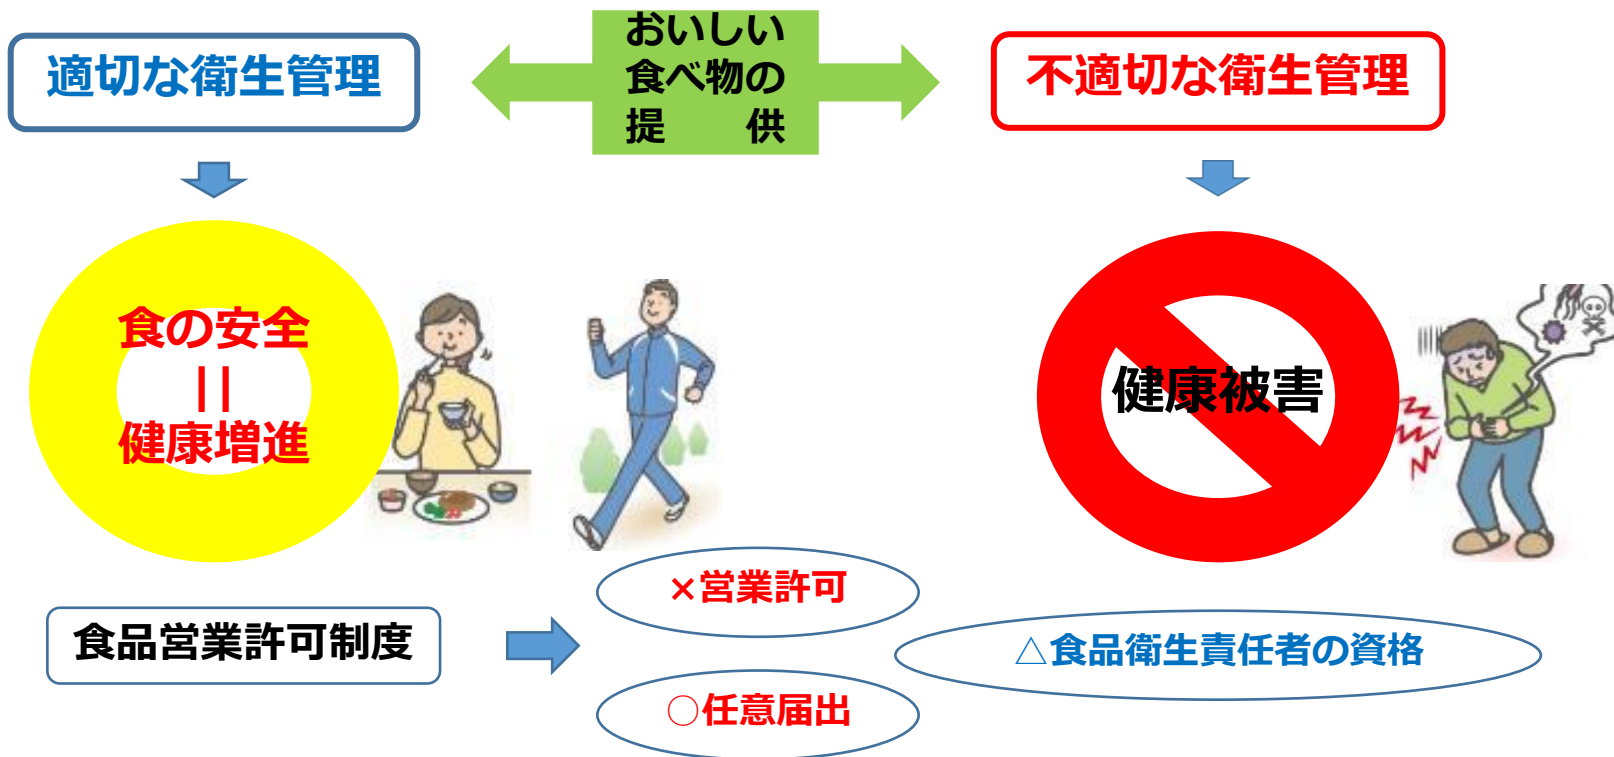 適切な衛生管理
おいしい
食べ物の
提　　供
不適切な衛生管理
食の安全
||
健康増進
健康被害
食品営業許可制度
×営業許可
○任意届出
△食品衛生責任者の資格